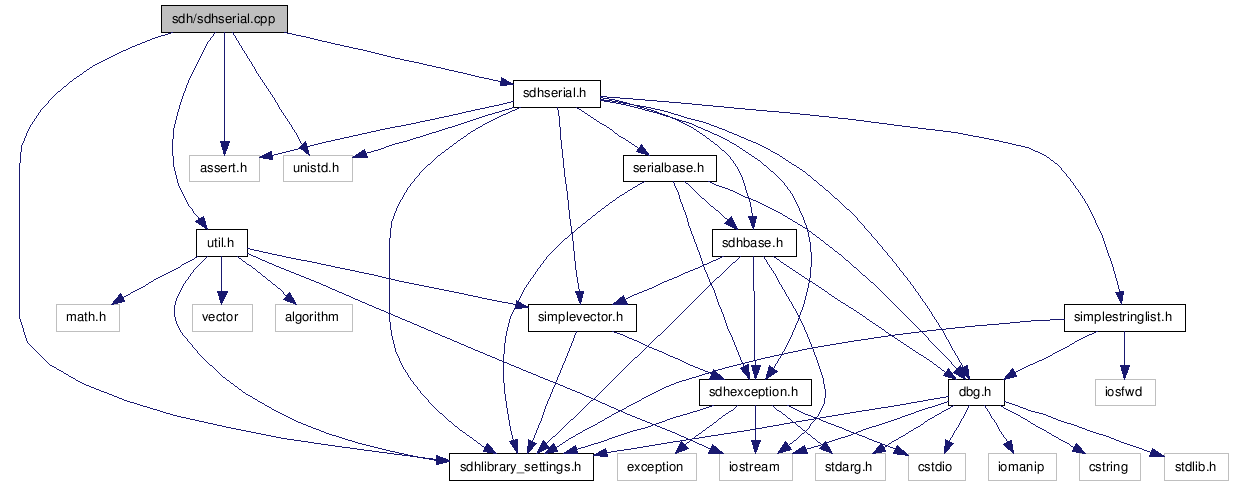 sdh/sdhserial.cpp
sdhserial.h
assert.h
unistd.h
serialbase.h
util.h
sdhbase.h
math.h
vector
algorithm
simplevector.h
simplestringlist.h
sdhexception.h
dbg.h
iosfwd
sdhlibrary_settings.h
exception
iostream
stdarg.h
cstdio
iomanip
cstring
stdlib.h